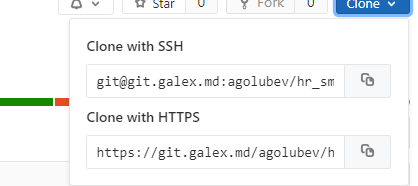 Star 0 Fork 0 Clone
Clone with SSH
git@git.galex.md:agolubev/hr_sm
Clone with HTTPS
https://git.galex.md/agolubev/h